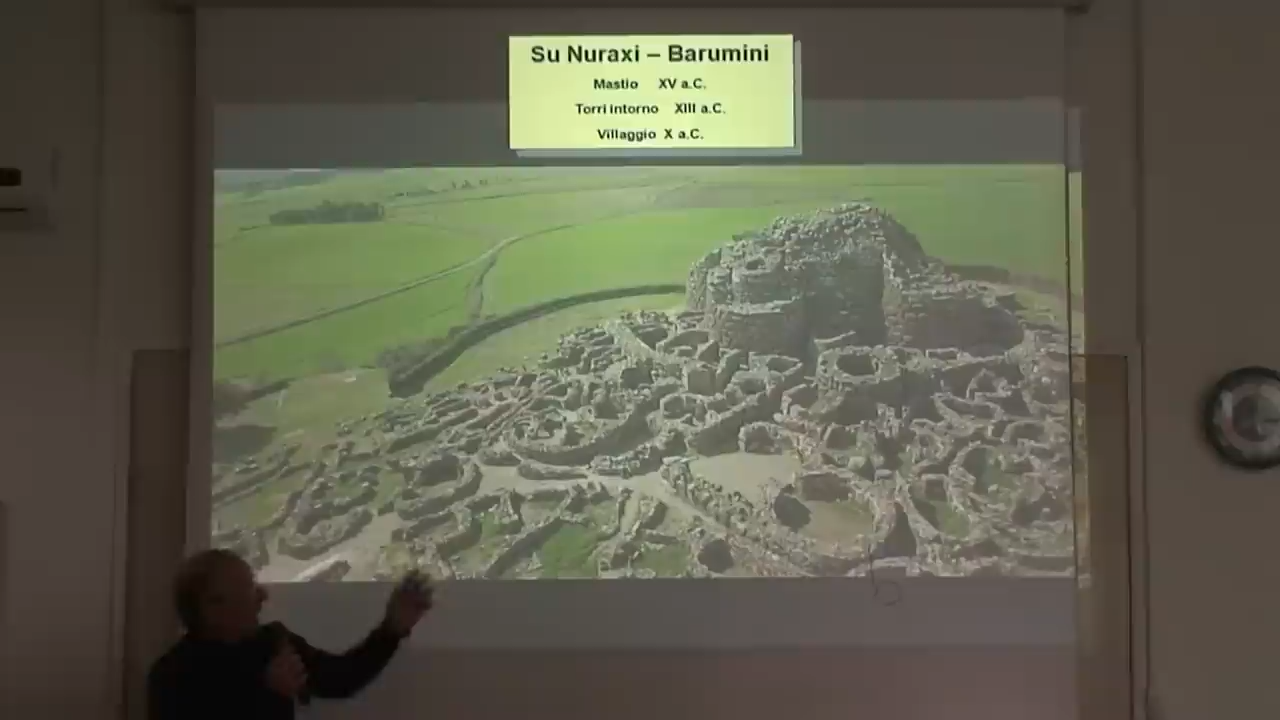 Su Nuraxi – Barumini
Mastio XV a.C.
Torri intorno XIII a.C.
Villaggio X a.C.